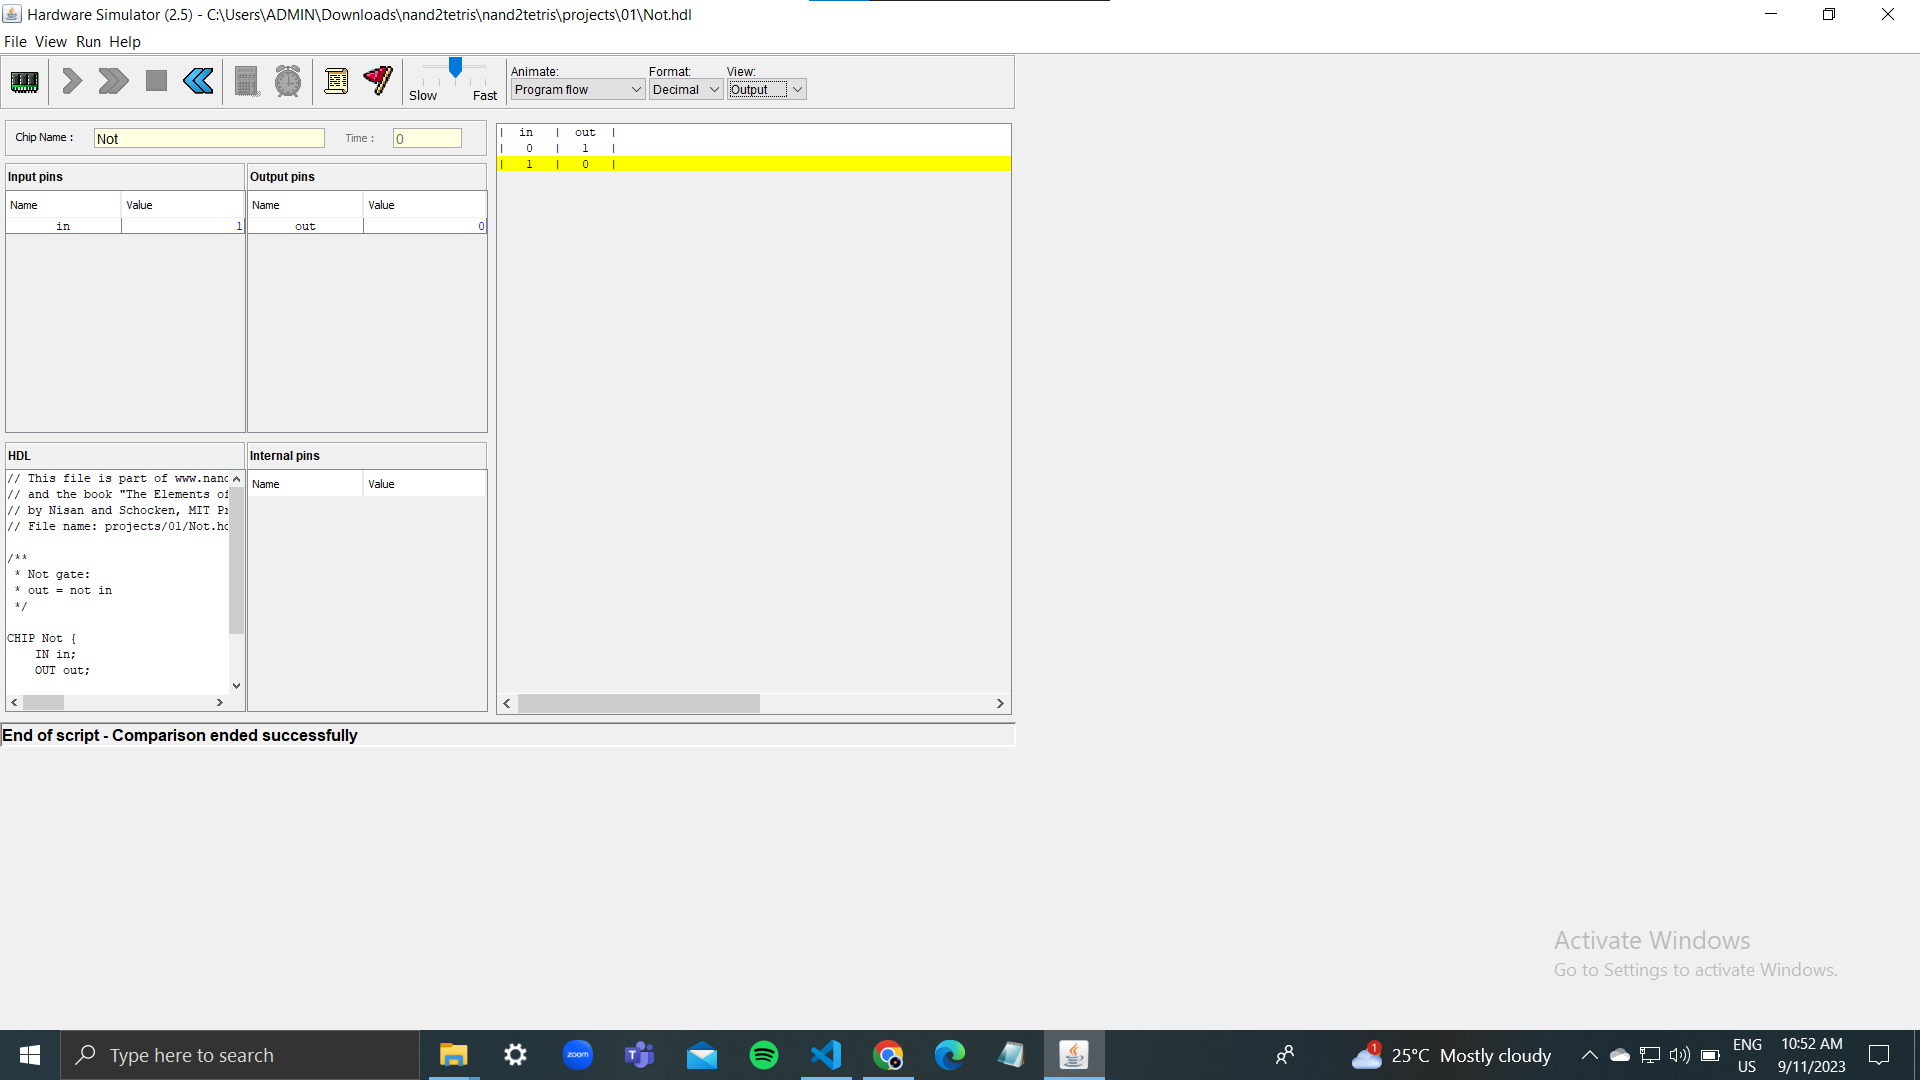 Hardware Simulator (2.5) - C:\Users\ADMIN\Downloads\nand2tetris\nand2tetris\projects\01\Not.hdl
File View Run Help
Slow Fast
Animate: Format: View:
Program flow Decimal Output
Chip Name : Not Time : 0
Input pins
Name Value
in 1
Output pins
Name Value
out 0
| in | out |
| 0 | 1 |
| 1 | 0 |
HDL
// This file is part of www.nand
// and the book "The Elements of
// by Nisan and Schocken, MIT Pr
// File name: projects/01/Not.hd
/**
* Not gate:
* out = not in
*/
CHIP Not {
IN in;
OUT out;
Internal pins
Name Value
End of script - Comparison ended successfully
Activate Windows
Go to Settings to activate Windows.
Type here to search
zoom
1
25°C Mostly cloudy
ENG
US
10:52 AM
9/11/2023